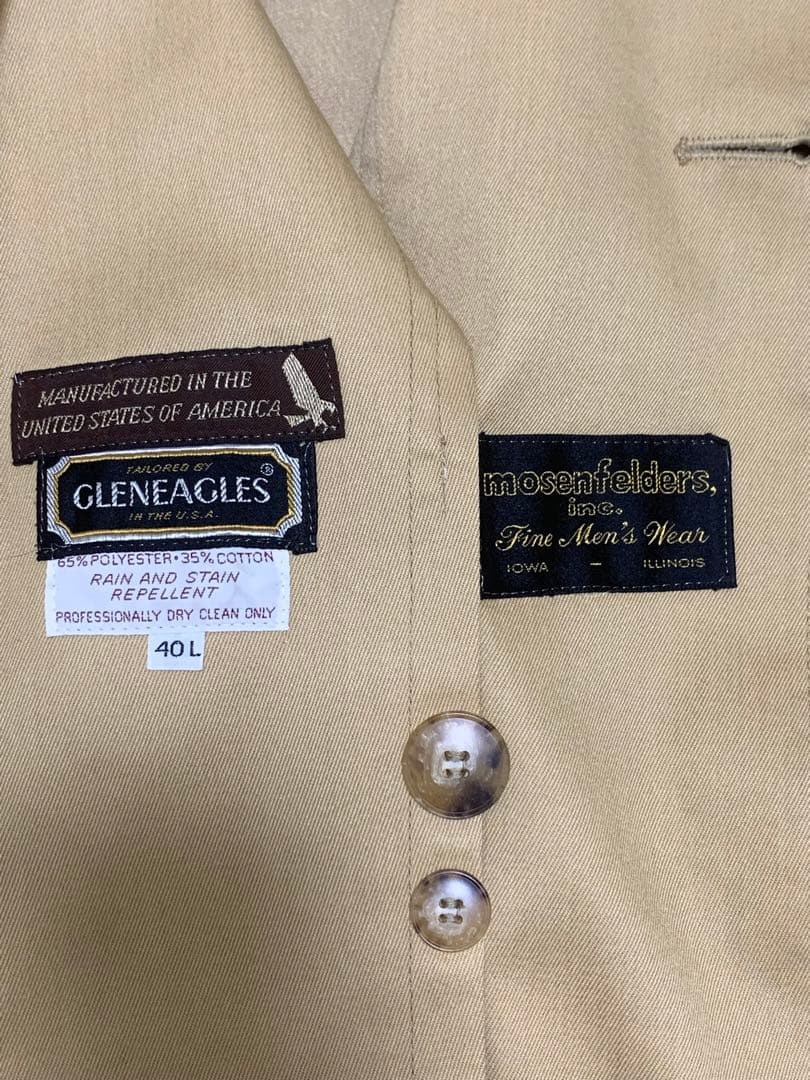 MANUFACTURED IN THE
UNITED STATES OF AMERICA
TAILORED BY
GLENEAGLES ®
IN THE U.S.A.
65% POLYESTER • 35% COTTON
RAIN AND STAIN
REPELLENT
PROFESSIONALLY DRY CLEAN ONLY
40 L
mosenfelders,
inc.
Fine Men's Wear
IOWA – ILLINOIS